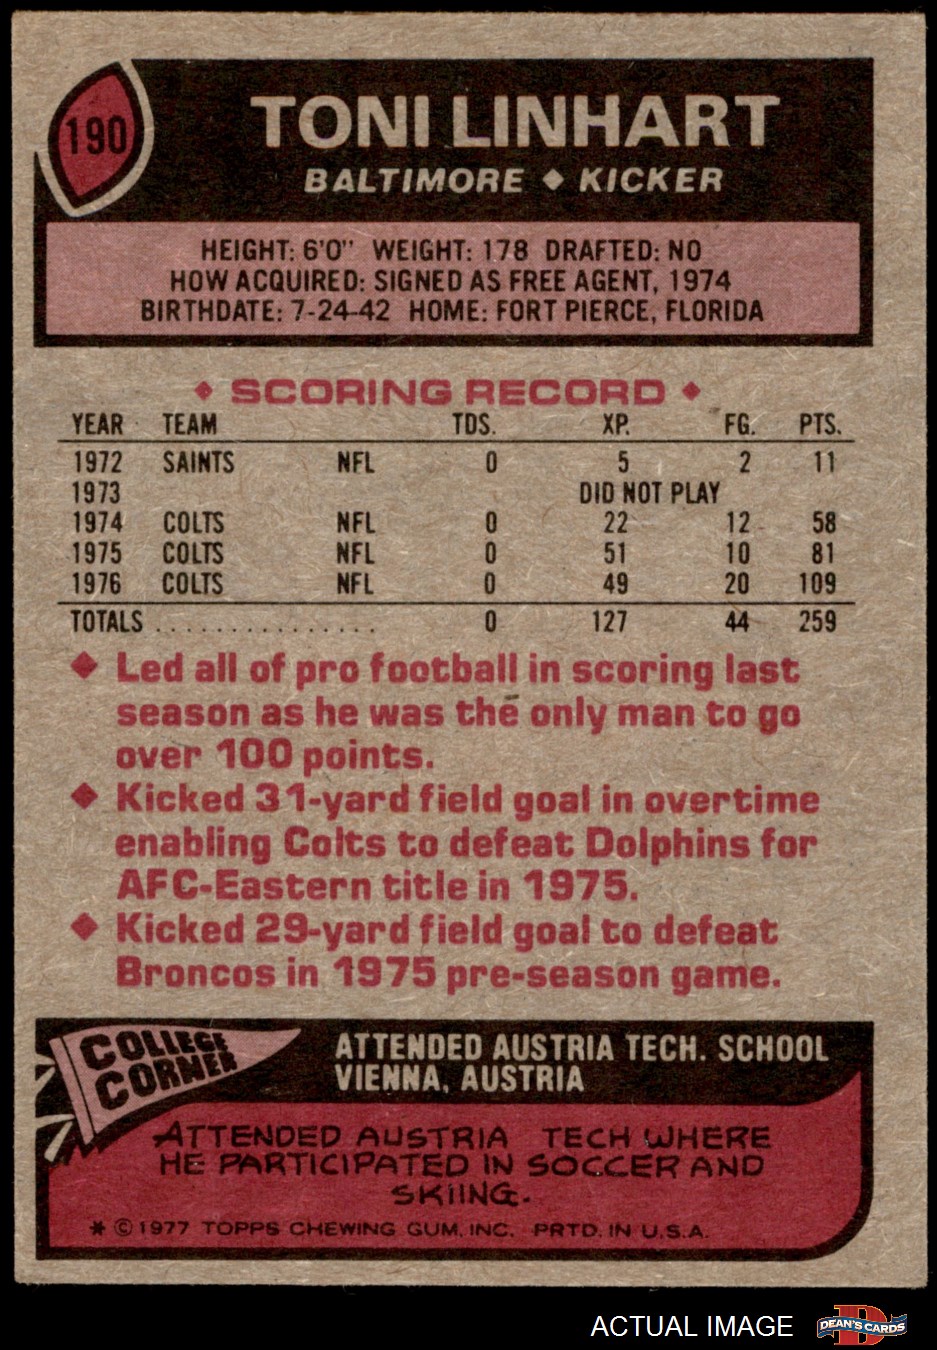 190
TONI LINHART
BALTIMORE ◆ KICKER
HEIGHT: 6'0" WEIGHT: 178 DRAFTED: NO
HOW ACQUIRED: SIGNED AS FREE AGENT, 1974
BIRTHDATE: 7-24-42 HOME: FORT PIERCE, FLORIDA
◆ SCORING RECORD ◆
YEAR TEAM TDS. XP. FG. PTS.
1972 SAINTS NFL 0 5 2 11
1973 DID NOT PLAY
1974 COLTS NFL 0 22 12 58
1975 COLTS NFL 0 51 10 81
1976 COLTS NFL 0 49 20 109
TOTALS . . . . . . . . . . . . . . . 0 127 44 259
◆ Led all of pro football in scoring last
season as he was the only man to go
over 100 points.
◆ Kicked 31-yard field goal in overtime
enabling Colts to defeat Dolphins for
AFC-Eastern title in 1975.
◆ Kicked 29-yard field goal to defeat
Broncos in 1975 pre-season game.
COLLEGE
CORNER
ATTENDED AUSTRIA TECH. SCHOOL
VIENNA, AUSTRIA
ATTENDED AUSTRIA TECH WHERE
HE PARTICIPATED IN SOCCER AND
SKIING.
* © 1977 TOPPS CHEWING GUM, INC. PRTD. IN U.S.A.
ACTUAL IMAGE
D
DEAN'S CARDS